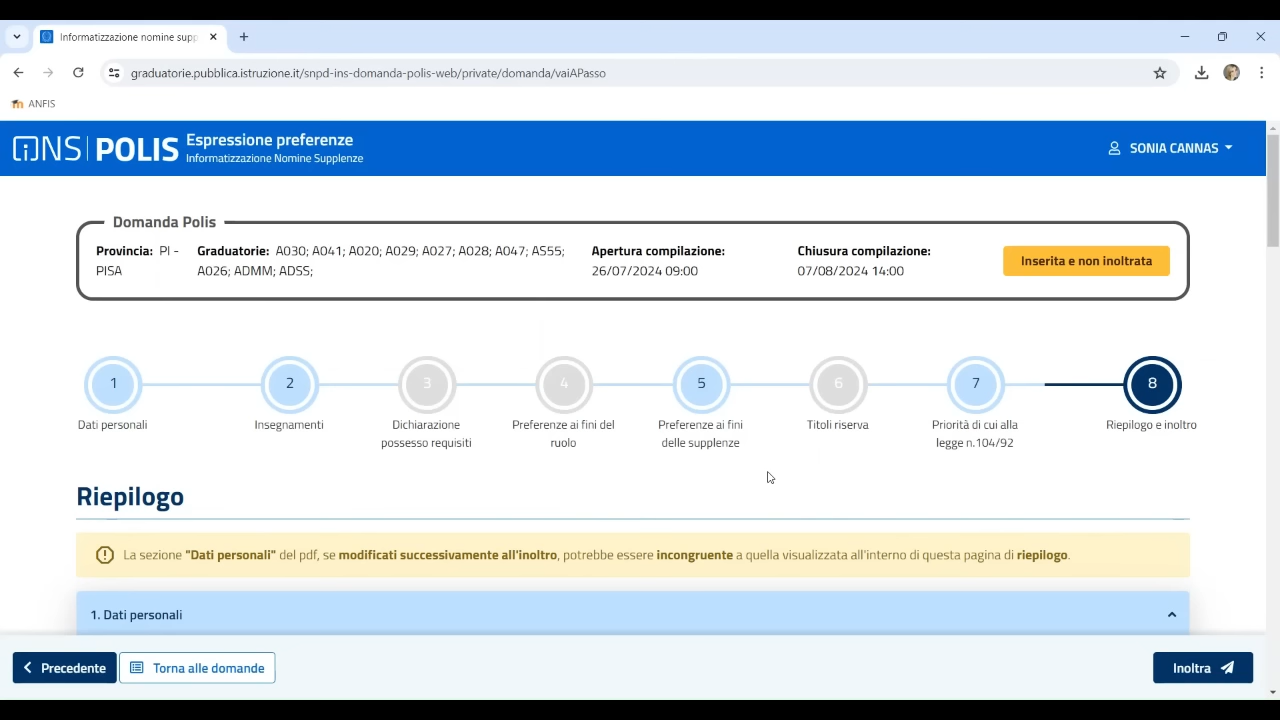 Informatizzazione nomine supp
graduatorie.pubblica.istruzione.it/snpd-ins-domanda-polis-web/private/domanda/vaiAPasso
ANFIS
INS POLIS
Espressione preferenze
Informatizzazione Nomine Supplenze
SONIA CANNAS
Domanda Polis
Provincia: PI -
PISA
Graduatorie: A030; A041; A020; A029; A027; A028; A047; AS55;
A026; ADMM; ADSS;
Apertura compilazione:
26/07/2024 09:00
Chiusura compilazione:
07/08/2024 14:00
Inserita e non inoltrata
1
Dati personali
2
Insegnamenti
3
Dichiarazione
possesso requisiti
4
Preferenze ai fini del
ruolo
5
Preferenze ai fini
delle supplenze
6
Titoli riserva
7
Priorità di cui alla
legge n.104/92
8
Riepilogo e inoltro
Riepilogo
La sezione "Dati personali" del pdf, se modificati successivamente all'inoltro, potrebbe essere incongruente a quella visualizzata all'interno di questa pagina di riepilogo.
1. Dati personali
Precedente
Torna alle domande
Inoltra